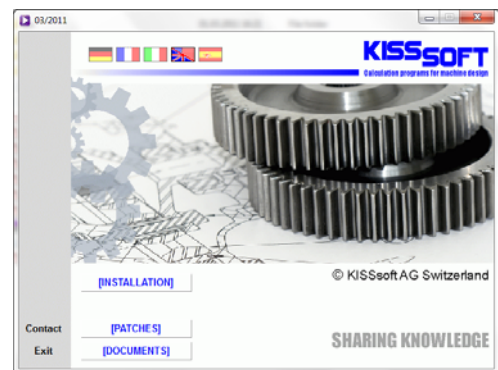 03/2011
KISSSOFT
Calculation programs for machine design
[INSTALLATION]
© KISSsoft AG Switzerland
Contact
[PATCHES]
SHARING KNOWLEDGE
Exit
[DOCUMENTS]